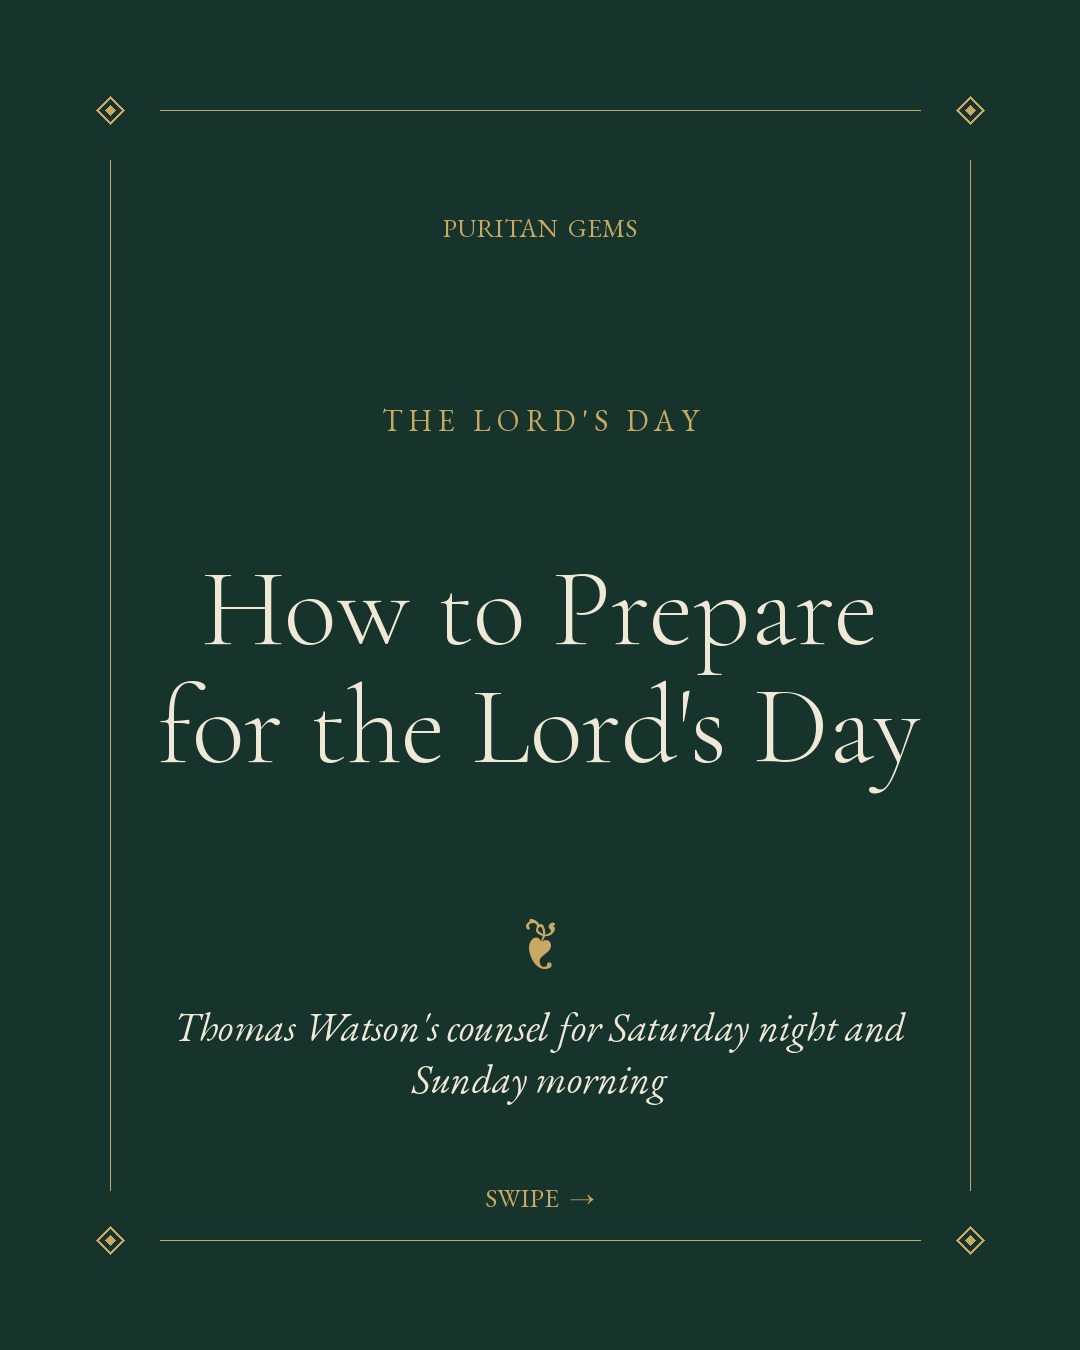 PURITAN GEMS
THE LORD'S DAY
How to Prepare
for the Lord's Day
Thomas Watson's counsel for Saturday night and
Sunday morning
SWIPE →